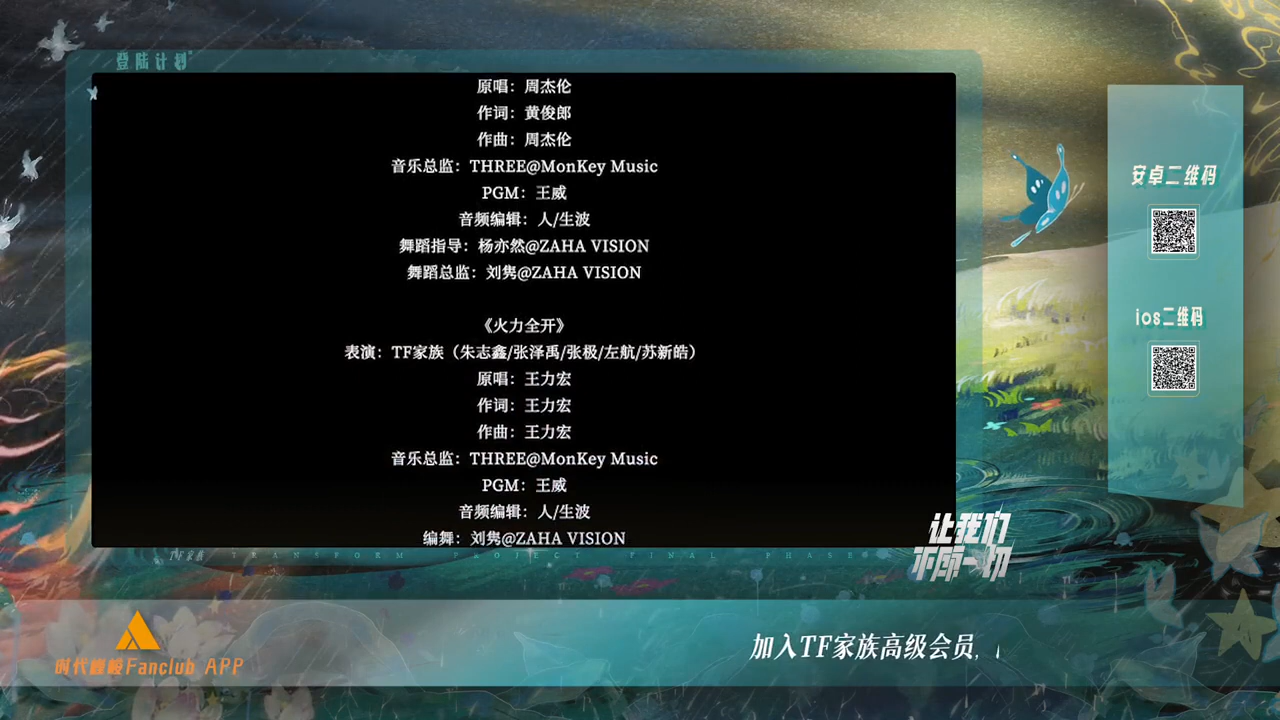 登陆计划
原唱：周杰伦
作词：黄俊郎
作曲：周杰伦
音乐总监：THREE@MonKey Music
PGM：王威
音频编辑：人/生波
舞蹈指导：杨亦然@ZAHA VISION
舞蹈总监：刘隽@ZAHA VISION
《火力全开》
表演：TF家族（朱志鑫/张泽禹/张极/左航/苏新皓）
原唱：王力宏
作词：王力宏
作曲：王力宏
音乐总监：THREE@MonKey Music
PGM：王威
音频编辑：人/生波
编舞：刘隽@ZAHA VISION
TF家族 TRANSFORM PROJECT FINAL PHASE
让我们
不顾一切
安卓二维码
ios二维码
时代峰峻Fanclub APP
加入TF家族高级会员,